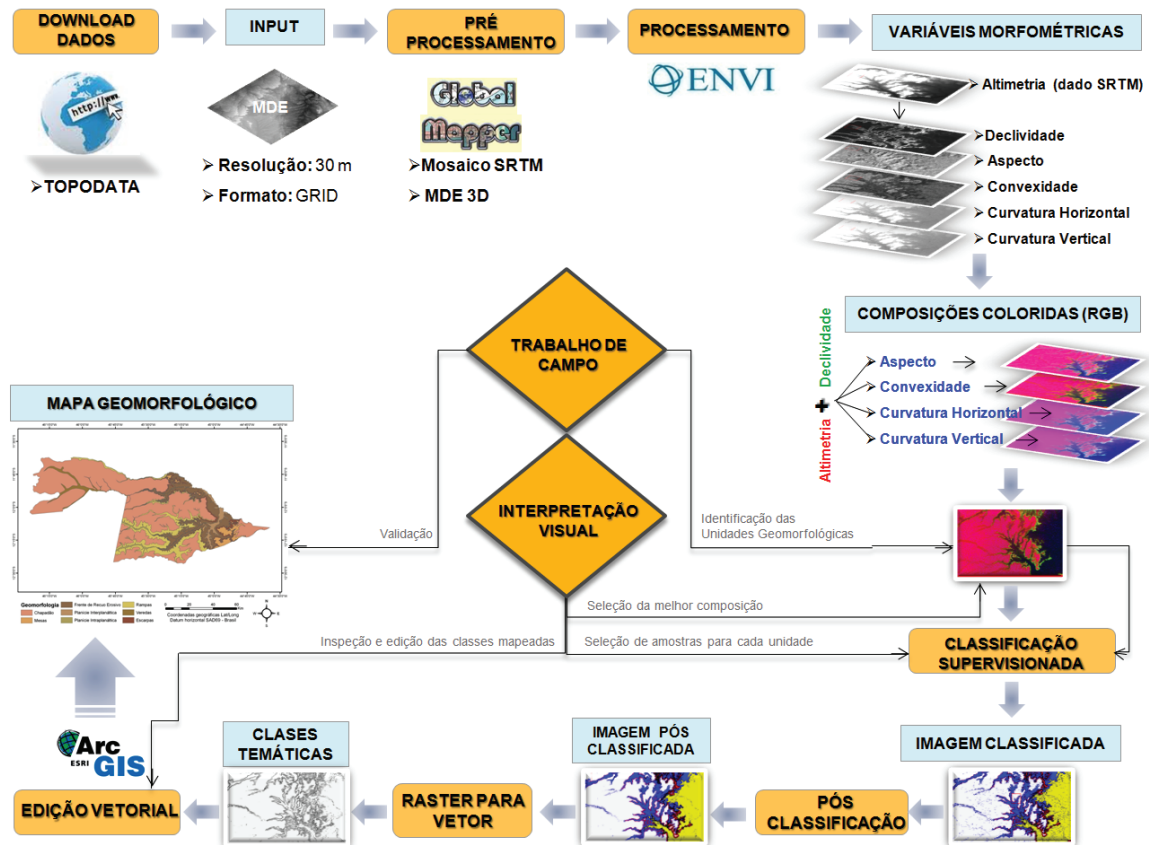 DOWNLOAD
DADOS
INPUT
PRÉ
PROCESSAMENTO
PROCESSAMENTO
VARIÁVEIS MORFOMÉTRICAS
http://www
MDE
Global
Mapper
ENVI
➢ TOPODATA
➢ Resolução: 30 m
➢ Formato: GRID
➢ Mosaico SRTM
➢ MDE 3D
➢ Altimetria (dado SRTM)
➢ Declividade
➢ Aspecto
➢ Convexidade
➢ Curvatura Horizontal
➢ Curvatura Vertical
COMPOSIÇÕES COLORIDAS (RGB)
Altimetria + Declividade
➢ Aspecto
➢ Convexidade
➢ Curvatura Horizontal
➢ Curvatura Vertical
TRABALHO DE
CAMPO
INTERPRETAÇÃO
VISUAL
MAPA GEOMORFOLÓGICO
Geomorfologia
Chapadão
Mesas
Frente de Recuo Erosivo
Planície Interplanáltica
Planície Intraplanáltica
Rampas
Veredas
Escarpas
Coordenadas geográficas Lat/Long
Datum horizontal SAD69 - Brasil
Validação
Identificação das
Unidades Geomorfológicas
Seleção da melhor composição
Inspeção e edição das classes mapeadas
Seleção de amostras para cada unidade
CLASSIFICAÇÃO
SUPERVISIONADA
IMAGEM CLASSIFICADA
PÓS
CLASSIFICAÇÃO
IMAGEM PÓS
CLASSIFICADA
RASTER PARA
VETOR
CLASES
TEMÁTICAS
Arc
ESRI GIS
EDIÇÃO VETORIAL